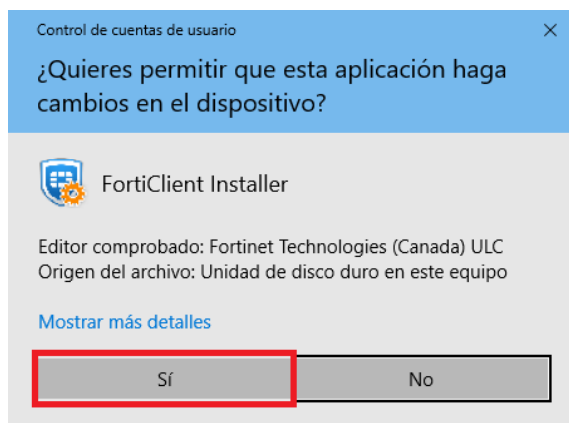 Control de cuentas de usuario
¿Quieres permitir que esta aplicación haga
cambios en el dispositivo?
FortiClient Installer
Editor comprobado: Fortinet Technologies (Canada) ULC
Origen del archivo: Unidad de disco duro en este equipo
Mostrar más detalles
Sí
No